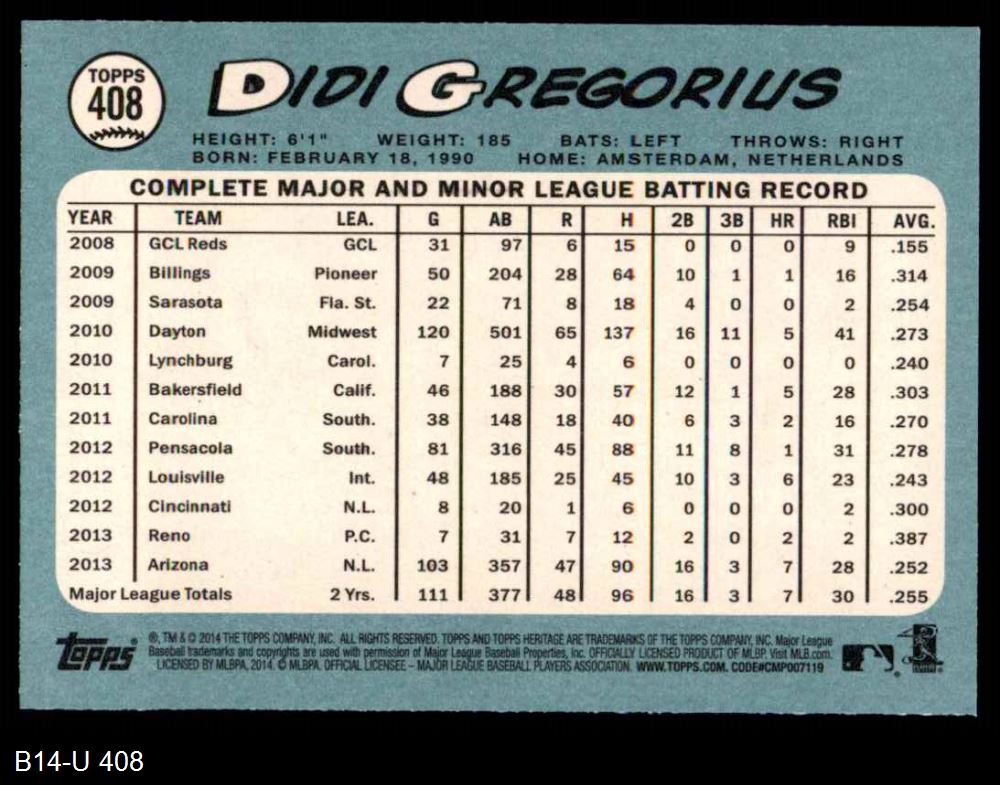 TOPPS
408
DIDI GREGORIUS
HEIGHT: 6'1" WEIGHT: 185 BATS: LEFT THROWS: RIGHT
BORN: FEBRUARY 18, 1990 HOME: AMSTERDAM, NETHERLANDS
COMPLETE MAJOR AND MINOR LEAGUE BATTING RECORD
YEAR TEAM LEA. G AB R H 2B 3B HR RBI AVG.
2008 GCL Reds GCL 31 97 6 15 0 0 0 9 .155
2009 Billings Pioneer 50 204 28 64 10 1 1 16 .314
2009 Sarasota Fla. St. 22 71 8 18 4 0 0 2 .254
2010 Dayton Midwest 120 501 65 137 16 11 5 41 .273
2010 Lynchburg Carol. 7 25 4 6 0 0 0 0 .240
2011 Bakersfield Calif. 46 188 30 57 12 1 5 28 .303
2011 Carolina South. 38 148 18 40 6 3 2 16 .270
2012 Pensacola South. 81 316 45 88 11 8 1 31 .278
2012 Louisville Int. 48 185 25 45 10 3 6 23 .243
2012 Cincinnati N.L. 8 20 1 6 0 0 0 2 .300
2013 Reno P.C. 7 31 7 12 2 0 2 2 .387
2013 Arizona N.L. 103 357 47 90 16 3 7 28 .252
Major League Totals 2 Yrs. 111 377 48 96 16 3 7 30 .255
Topps ®, TM & © 2014 THE TOPPS COMPANY, INC. ALL RIGHTS RESERVED. TOPPS AND TOPPS HERITAGE ARE TRADEMARKS OF THE TOPPS COMPANY, INC. Major League
Baseball trademarks and copyrights are used with permission of Major League Baseball Properties, Inc. OFFICIALLY LICENSED PRODUCT OF MLBP. Visit MLB.com.
LICENSED BY MLBPA, 2014. © MLBPA. OFFICIAL LICENSEE – MAJOR LEAGUE BASEBALL PLAYERS ASSOCIATION. WWW.TOPPS.COM. CODE#CMP007119
B14-U 408